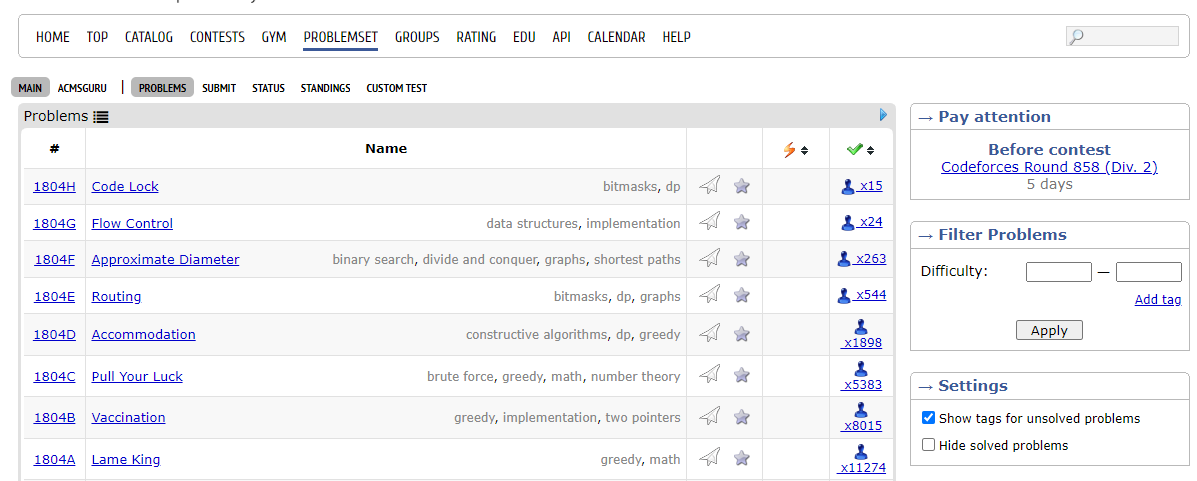 HOME TOP CATALOG CONTESTS GYM PROBLEMSET GROUPS RATING EDU API CALENDAR HELP
MAIN ACMSGURU | PROBLEMS SUBMIT STATUS STANDINGS CUSTOM TEST
Problems
# Name
1804H Code Lock bitmasks, dp x15
1804G Flow Control data structures, implementation x24
1804F Approximate Diameter binary search, divide and conquer, graphs, shortest paths x263
1804E Routing bitmasks, dp, graphs x544
1804D Accommodation constructive algorithms, dp, greedy x1898
1804C Pull Your Luck brute force, greedy, math, number theory x5383
1804B Vaccination greedy, implementation, two pointers x8015
1804A Lame King greedy, math x11274
→ Pay attention
Before contest
Codeforces Round 858 (Div. 2)
5 days
→ Filter Problems
Difficulty: —
Add tag
Apply
→ Settings
Show tags for unsolved problems
Hide solved problems